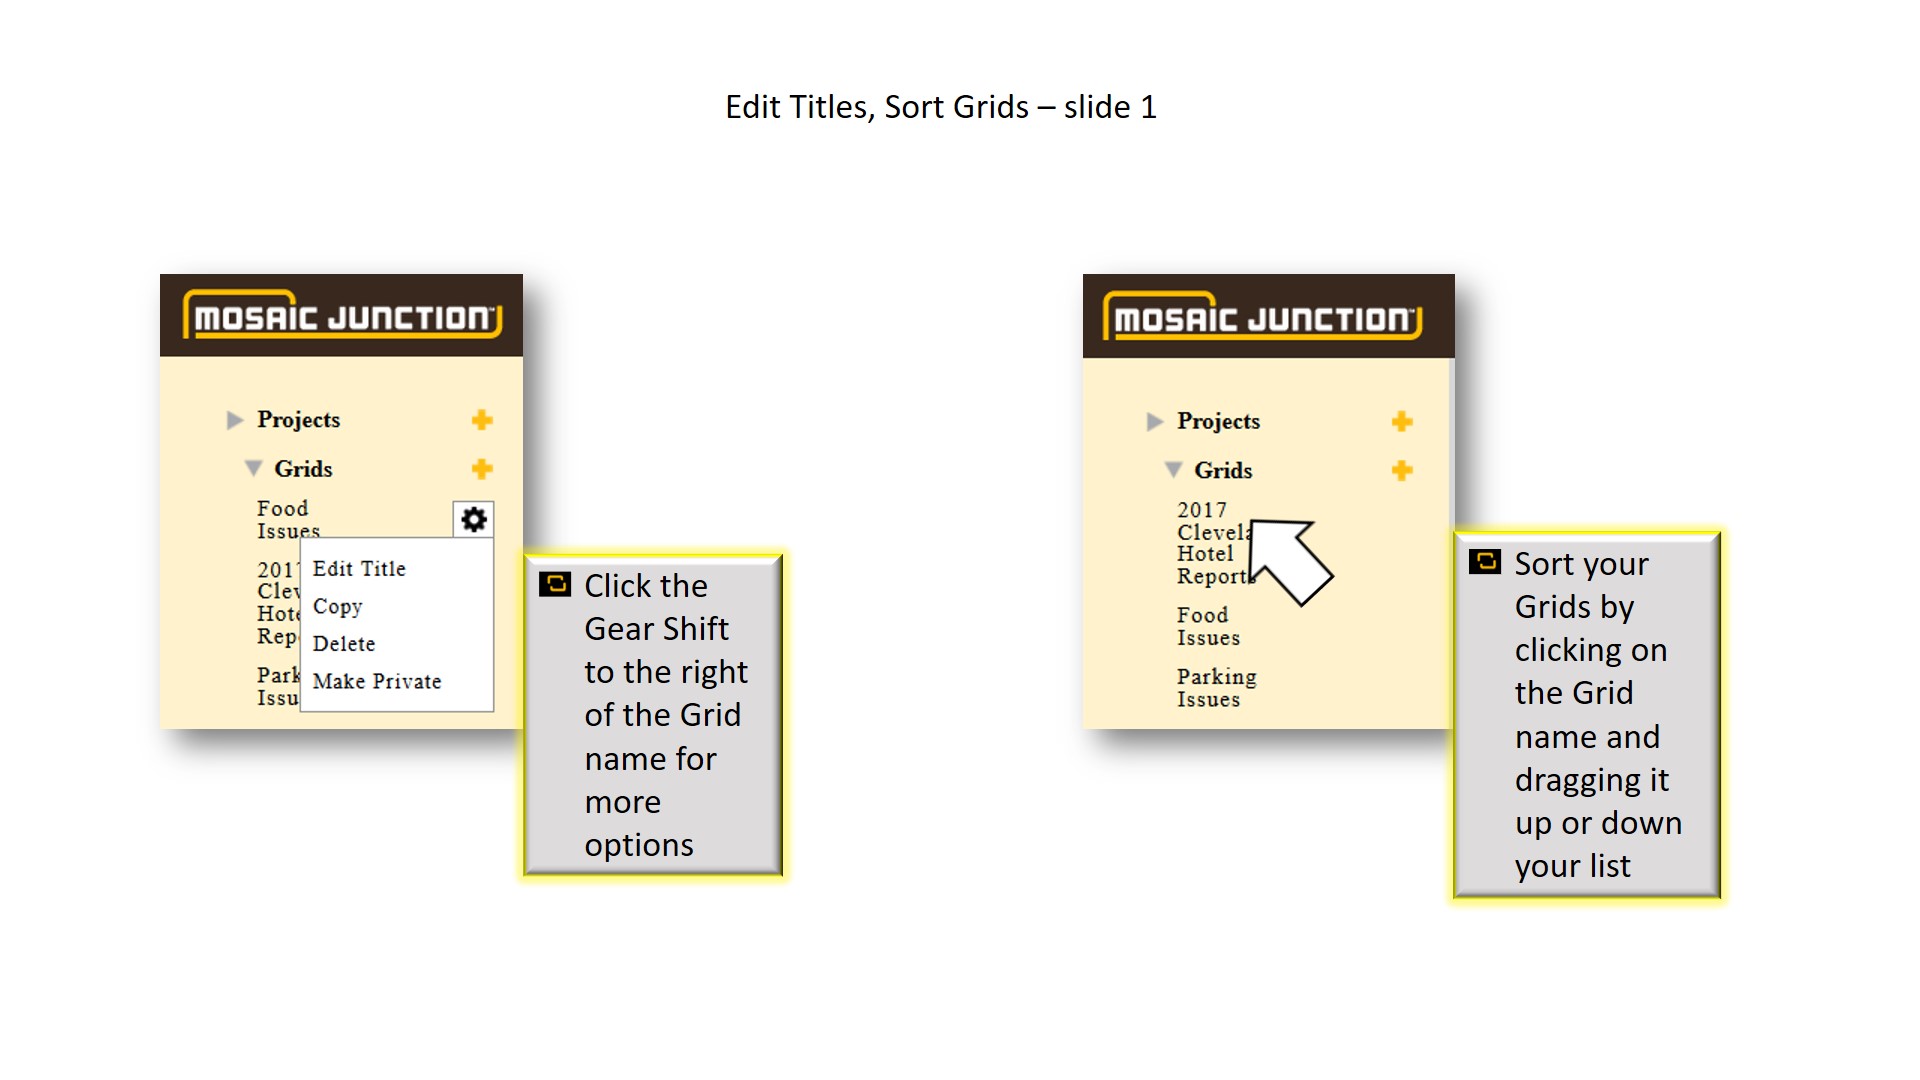 Edit Titles, Sort Grids – slide 1
MOSAIC JUNCTION™
Projects
Grids
Food
Issues
Edit Title
Copy
Delete
Make Private
Click the
Gear Shift
to the right
of the Grid
name for
more
options
MOSAIC JUNCTION™
Projects
Grids
2017
Hotel
Reports
Food
Issues
Parking
Issues
Sort your
Grids by
clicking on
the Grid
name and
dragging it
up or down
your list